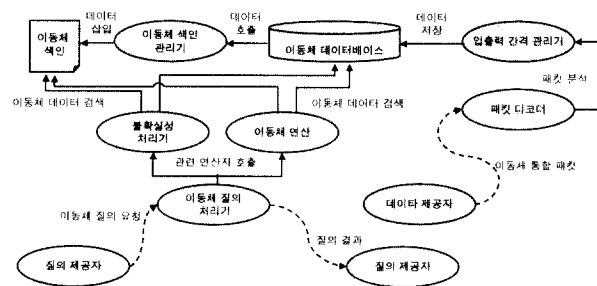 데이터
삽입
데이터
호출
데이터
저장
이동체
색인
이동체 색인
관리기
이동체 데이터베이스
입출력 간격 관리기
패킷 분석
이동체 데이터 검색
이동체 데이터 검색
불확실성
처리기
이동체 연산
패킷 디코더
관련 연산자 호출
이동체 통합 패킷
이동체 질의
처리기
데이타 제공자
이동체 질의 요청
질의 결과
질의 제공자
질의 제공자